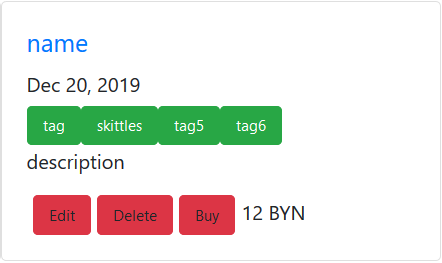 name
Dec 20, 2019
tag skittles tag5 tag6
description
Edit Delete Buy 12 BYN